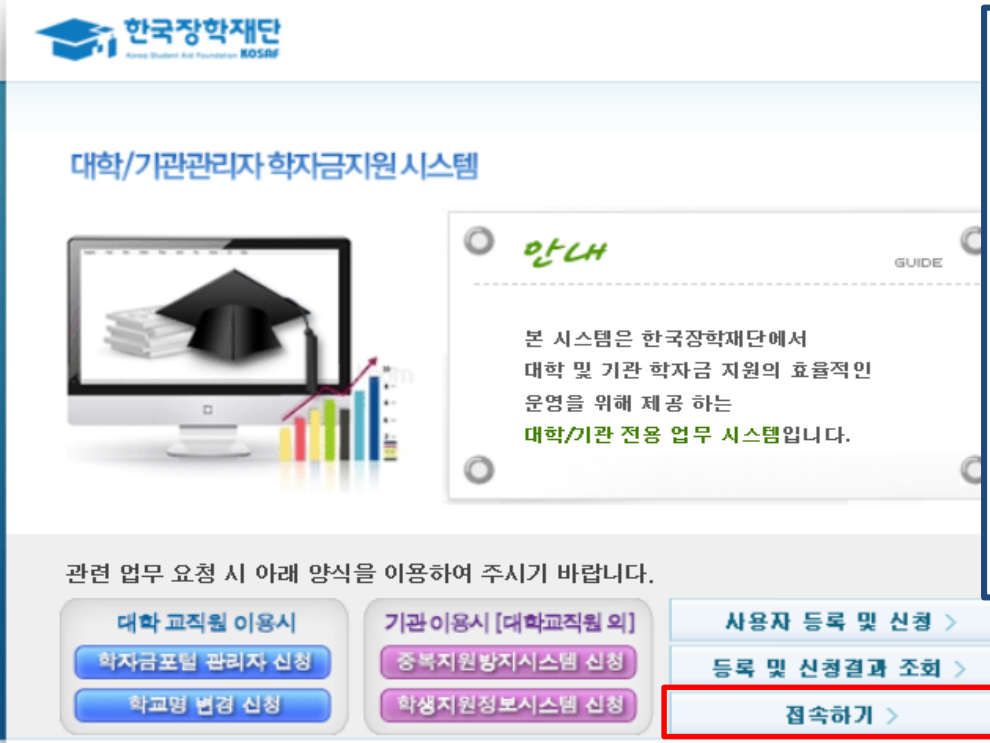 한국장학재단
Korea Student Aid Foundation KOSAF
대학/기관관리자 학자금지원 시스템
안내
GUIDE
본 시스템은 한국장학재단에서
대학 및 기관 학자금 지원의 효율적인
운영을 위해 제공 하는
대학/기관 전용 업무 시스템입니다.
관련 업무 요청 시 아래 양식을 이용하여 주시기 바랍니다.
대학 교직원 이용시
학자금포털 관리자 신청
학교명 변경 신청
기관 이용시 [대학교직원 외]
중복지원방지시스템 신청
학생지원정보시스템 신청
사용자 등록 및 신청 >
등록 및 신청결과 조회 >
접속하기 >